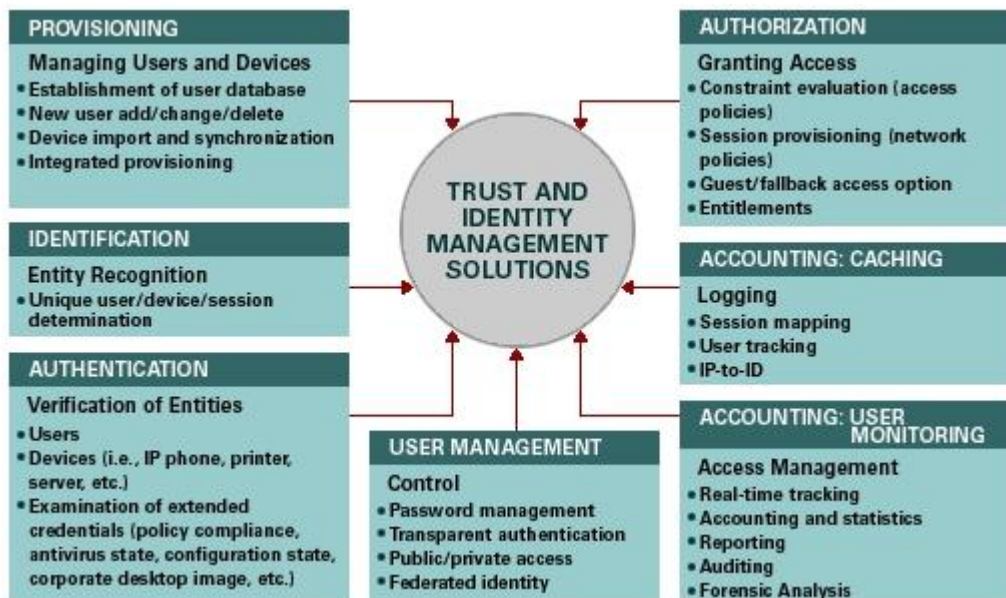 PROVISIONING
Managing Users and Devices
• Establishment of user database
• New user add/change/delete
• Device import and synchronization
• Integrated provisioning
IDENTIFICATION
Entity Recognition
• Unique user/device/session
determination
AUTHENTICATION
Verification of Entities
• Users
• Devices (i.e., IP phone, printer,
server, etc.)
• Examination of extended
credentials (policy compliance,
antivirus state, configuration state,
corporate desktop image, etc.)
TRUST AND
IDENTITY
MANAGEMENT
SOLUTIONS
USER MANAGEMENT
Control
• Password management
• Transparent authentication
• Public/private access
• Federated identity
AUTHORIZATION
Granting Access
• Constraint evaluation (access
policies)
• Session provisioning (network
policies)
• Guest/fallback access option
• Entitlements
ACCOUNTING: CACHING
Logging
• Session mapping
• User tracking
• IP-to-ID
ACCOUNTING: USER
MONITORING
Access Management
• Real-time tracking
• Accounting and statistics
• Reporting
• Auditing
• Forensic Analysis